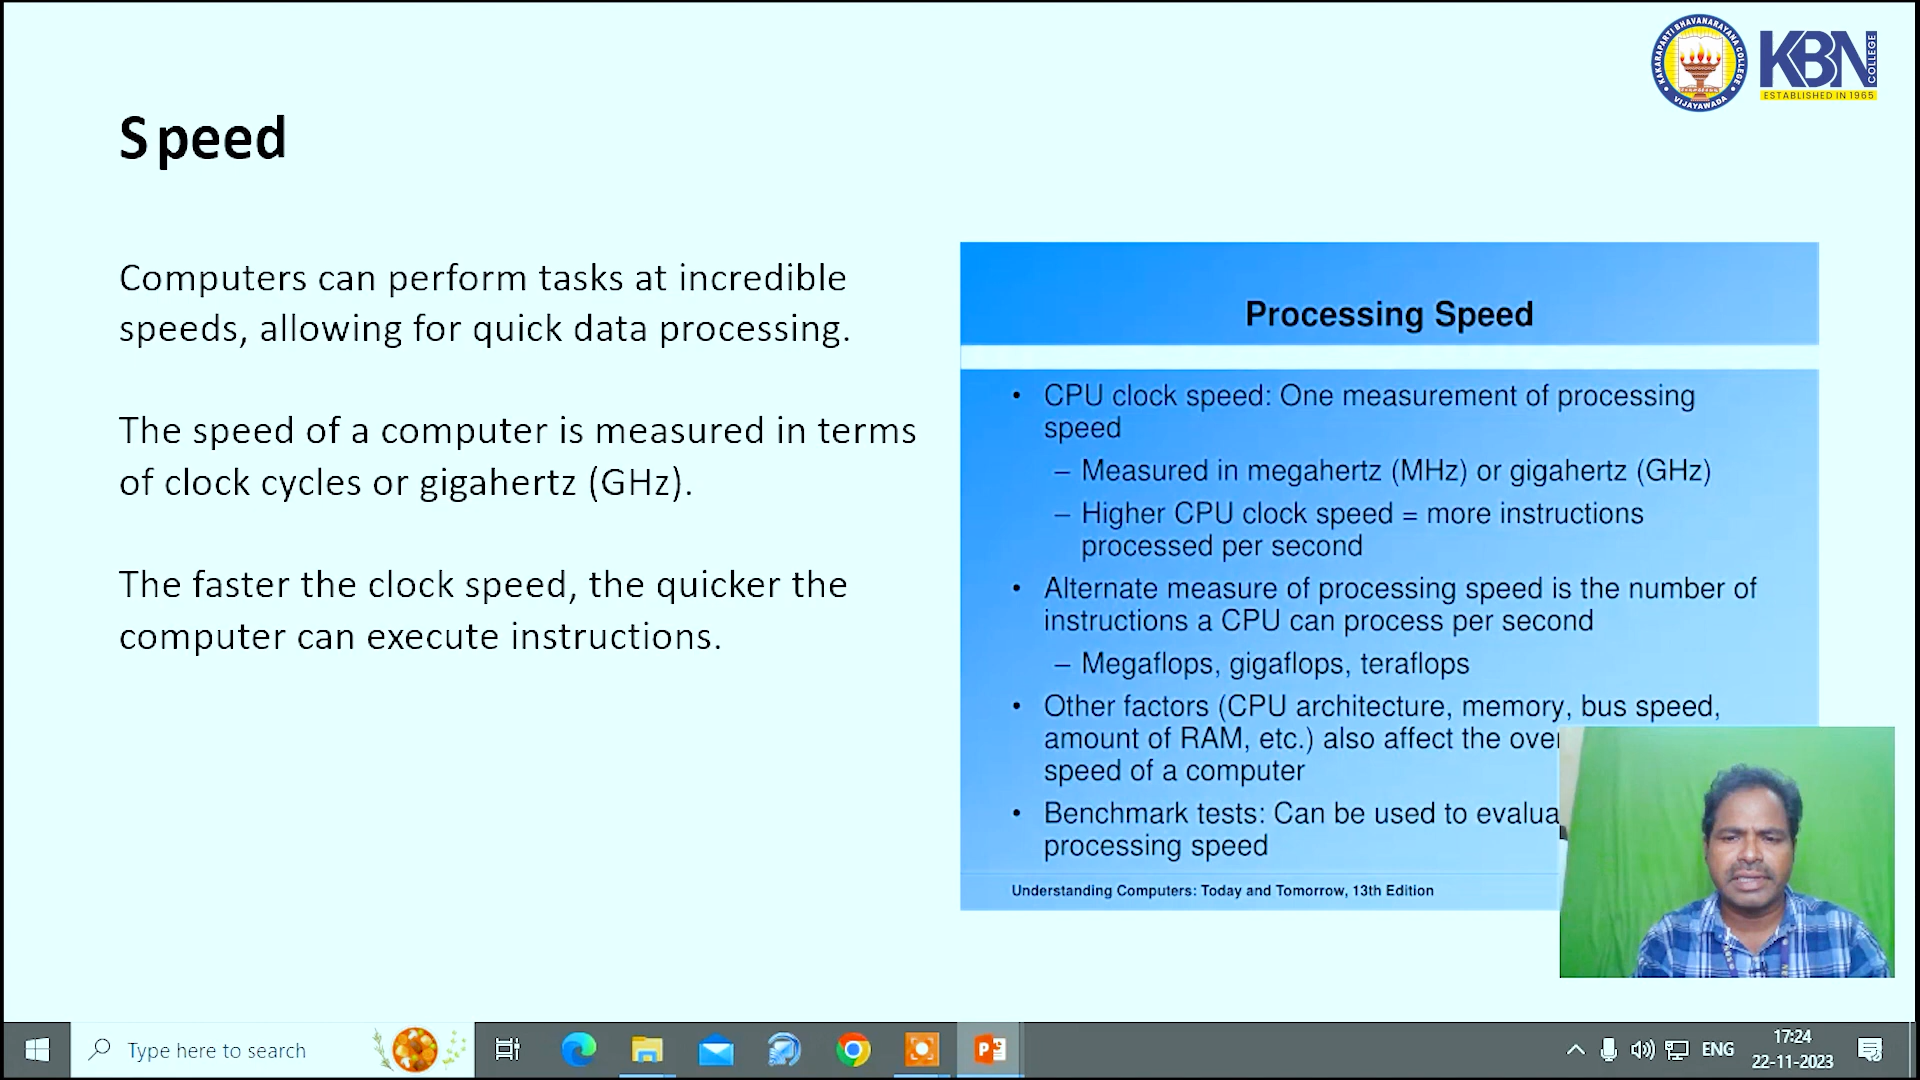 KAKARAPARTI BHAVANARAYANA COLLEGE
VIJAYAWADA
KBN
COLLEGE
ESTABLISHED IN 1965
Speed
Computers can perform tasks at incredible
speeds, allowing for quick data processing.
The speed of a computer is measured in terms
of clock cycles or gigahertz (GHz).
The faster the clock speed, the quicker the
computer can execute instructions.
Processing Speed
• CPU clock speed: One measurement of processing
speed
– Measured in megahertz (MHz) or gigahertz (GHz)
– Higher CPU clock speed = more instructions
processed per second
• Alternate measure of processing speed is the number of
instructions a CPU can process per second
– Megaflops, gigaflops, teraflops
• Other factors (CPU architecture, memory, bus speed,
amount of RAM, etc.) also affect the
speed of a computer
• Benchmark tests: Can be used to
processing speed
Understanding Computers: Today and Tomorrow, 13th Edition
Type here to search
ENG
17:24
22-11-2023